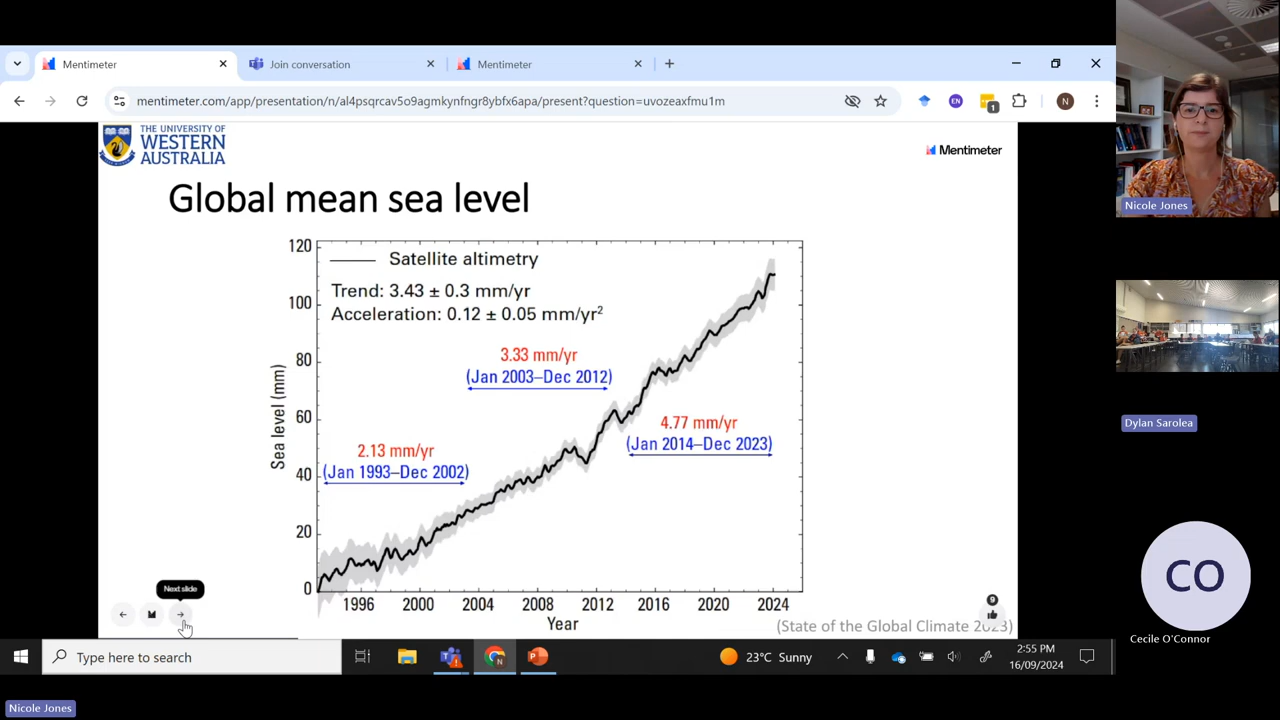 Mentimeter
Join conversation
Mentimeter
mentimeter.com/app/presentation/n/al4psqrcav5o9agmkynfngr8ybfx6apa/present?question=uvozeaxfmu1m
EN
1
N
THE UNIVERSITY OF
WESTERN
AUSTRALIA
Mentimeter
Global mean sea level
Satellite altimetry
Trend: 3.43 ± 0.3 mm/yr
Acceleration: 0.12 ± 0.05 mm/yr²
3.33 mm/yr
(Jan 2003–Dec 2012)
4.77 mm/yr
(Jan 2014–Dec 2023)
2.13 mm/yr
(Jan 1993–Dec 2002)
Sea level (mm)
120
100
80
60
40
20
0
1996 2000 2004 2008 2012 2016 2020 2024
Year
(State of the Global Climate 2023)
Next slide
9
Type here to search
23°C Sunny
2:55 PM
16/09/2024
Nicole Jones
Dylan Sarolea
CO
Cecile O'Connor
Nicole Jones